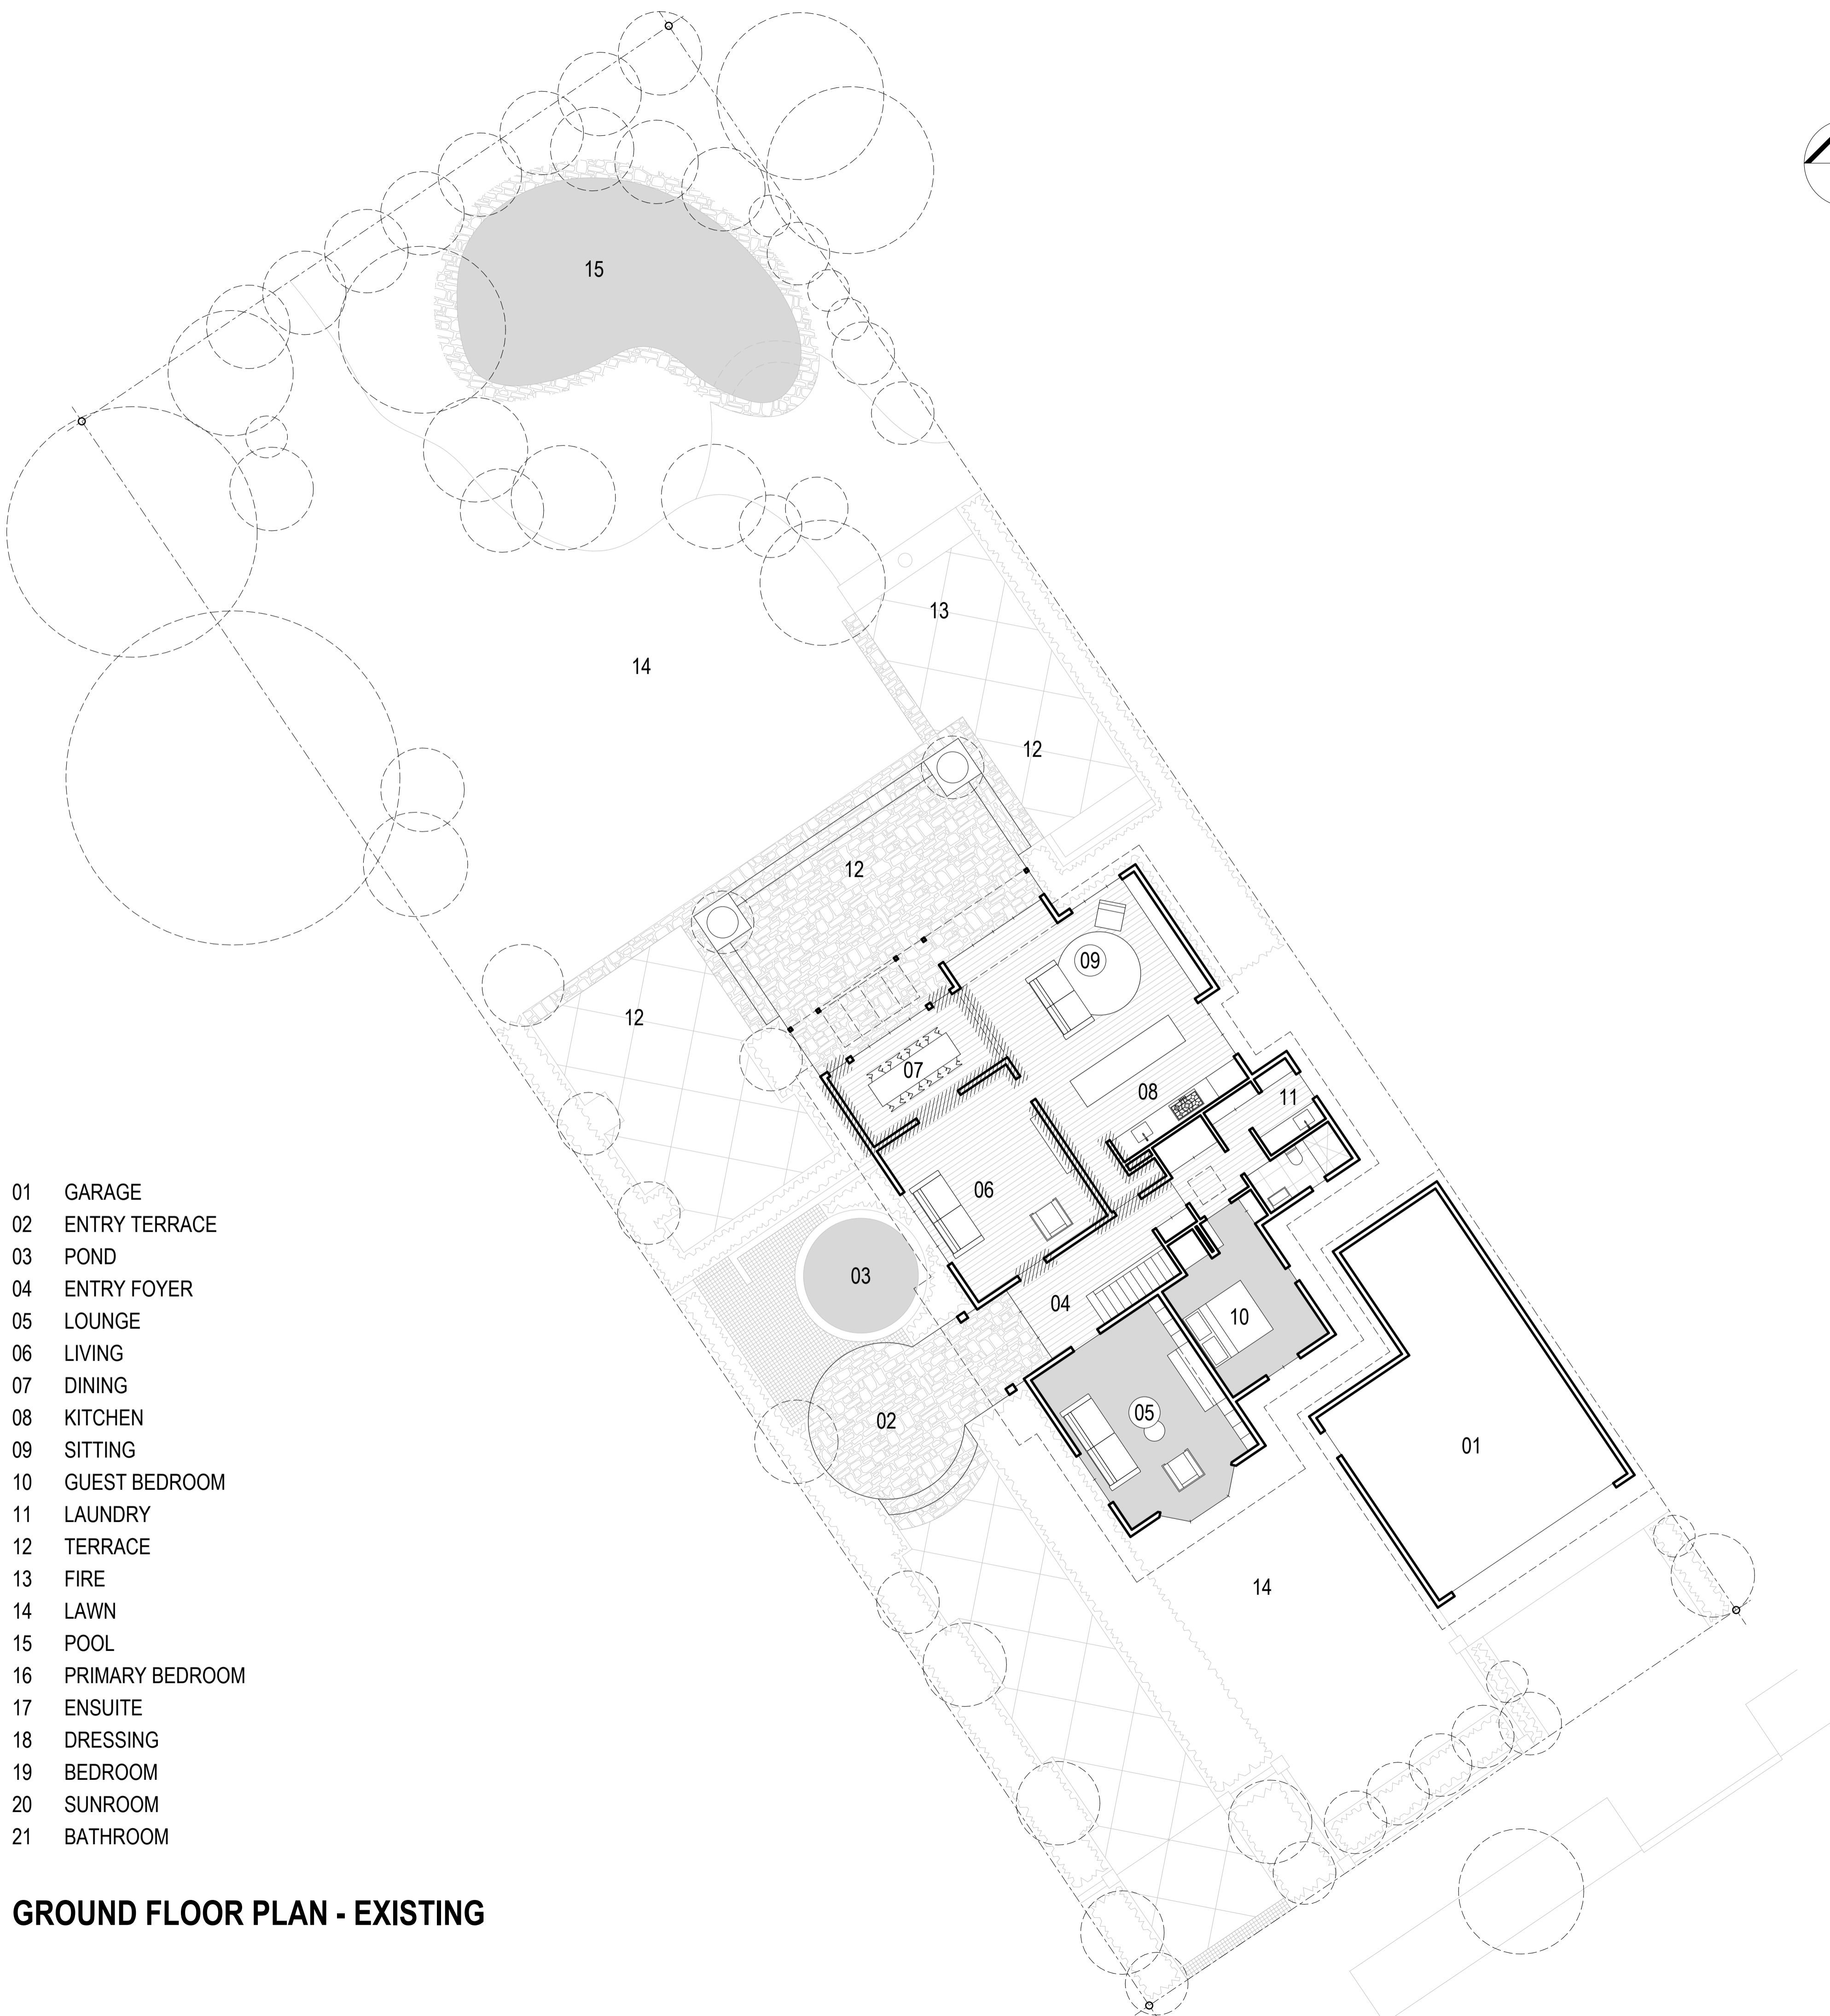 15
13
14
12
12
09
12
07
08
11
06
03
04
10
05
02
01
14
01 GARAGE
02 ENTRY TERRACE
03 POND
04 ENTRY FOYER
05 LOUNGE
06 LIVING
07 DINING
08 KITCHEN
09 SITTING
10 GUEST BEDROOM
11 LAUNDRY
12 TERRACE
13 FIRE
14 LAWN
15 POOL
16 PRIMARY BEDROOM
17 ENSUITE
18 DRESSING
19 BEDROOM
20 SUNROOM
21 BATHROOM
GROUND FLOOR PLAN - EXISTING